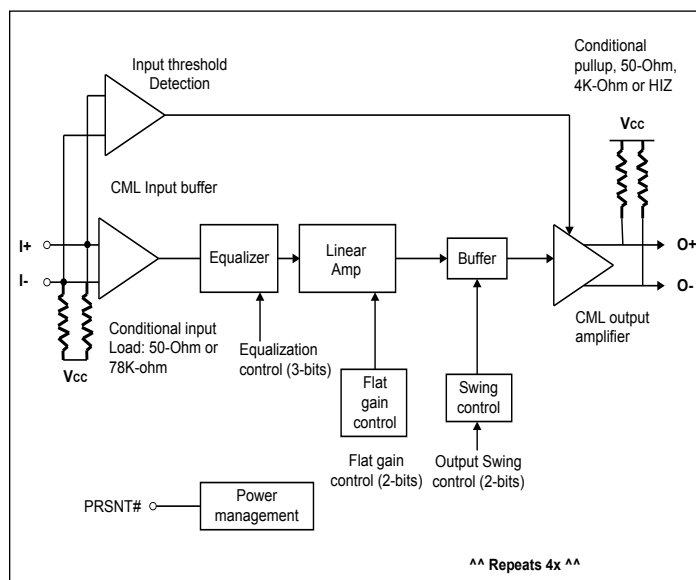 Conditional
pullup, 50-Ohm,
4K-Ohm or HIZ
Vcc
Input threshold
Detection
CML Input buffer
I+
I-
Equalizer
Linear
Amp
Buffer
O+
O-
CML output
amplifier
Conditional input
Load: 50-Ohm or
78K-ohm
Vcc
Equalization
control (3-bits)
Flat
gain
control
Swing
control
Flat gain
control (2-bits)
Output Swing
control (2-bits)
PRSNT#
Power
management
^^ Repeats 4x ^^